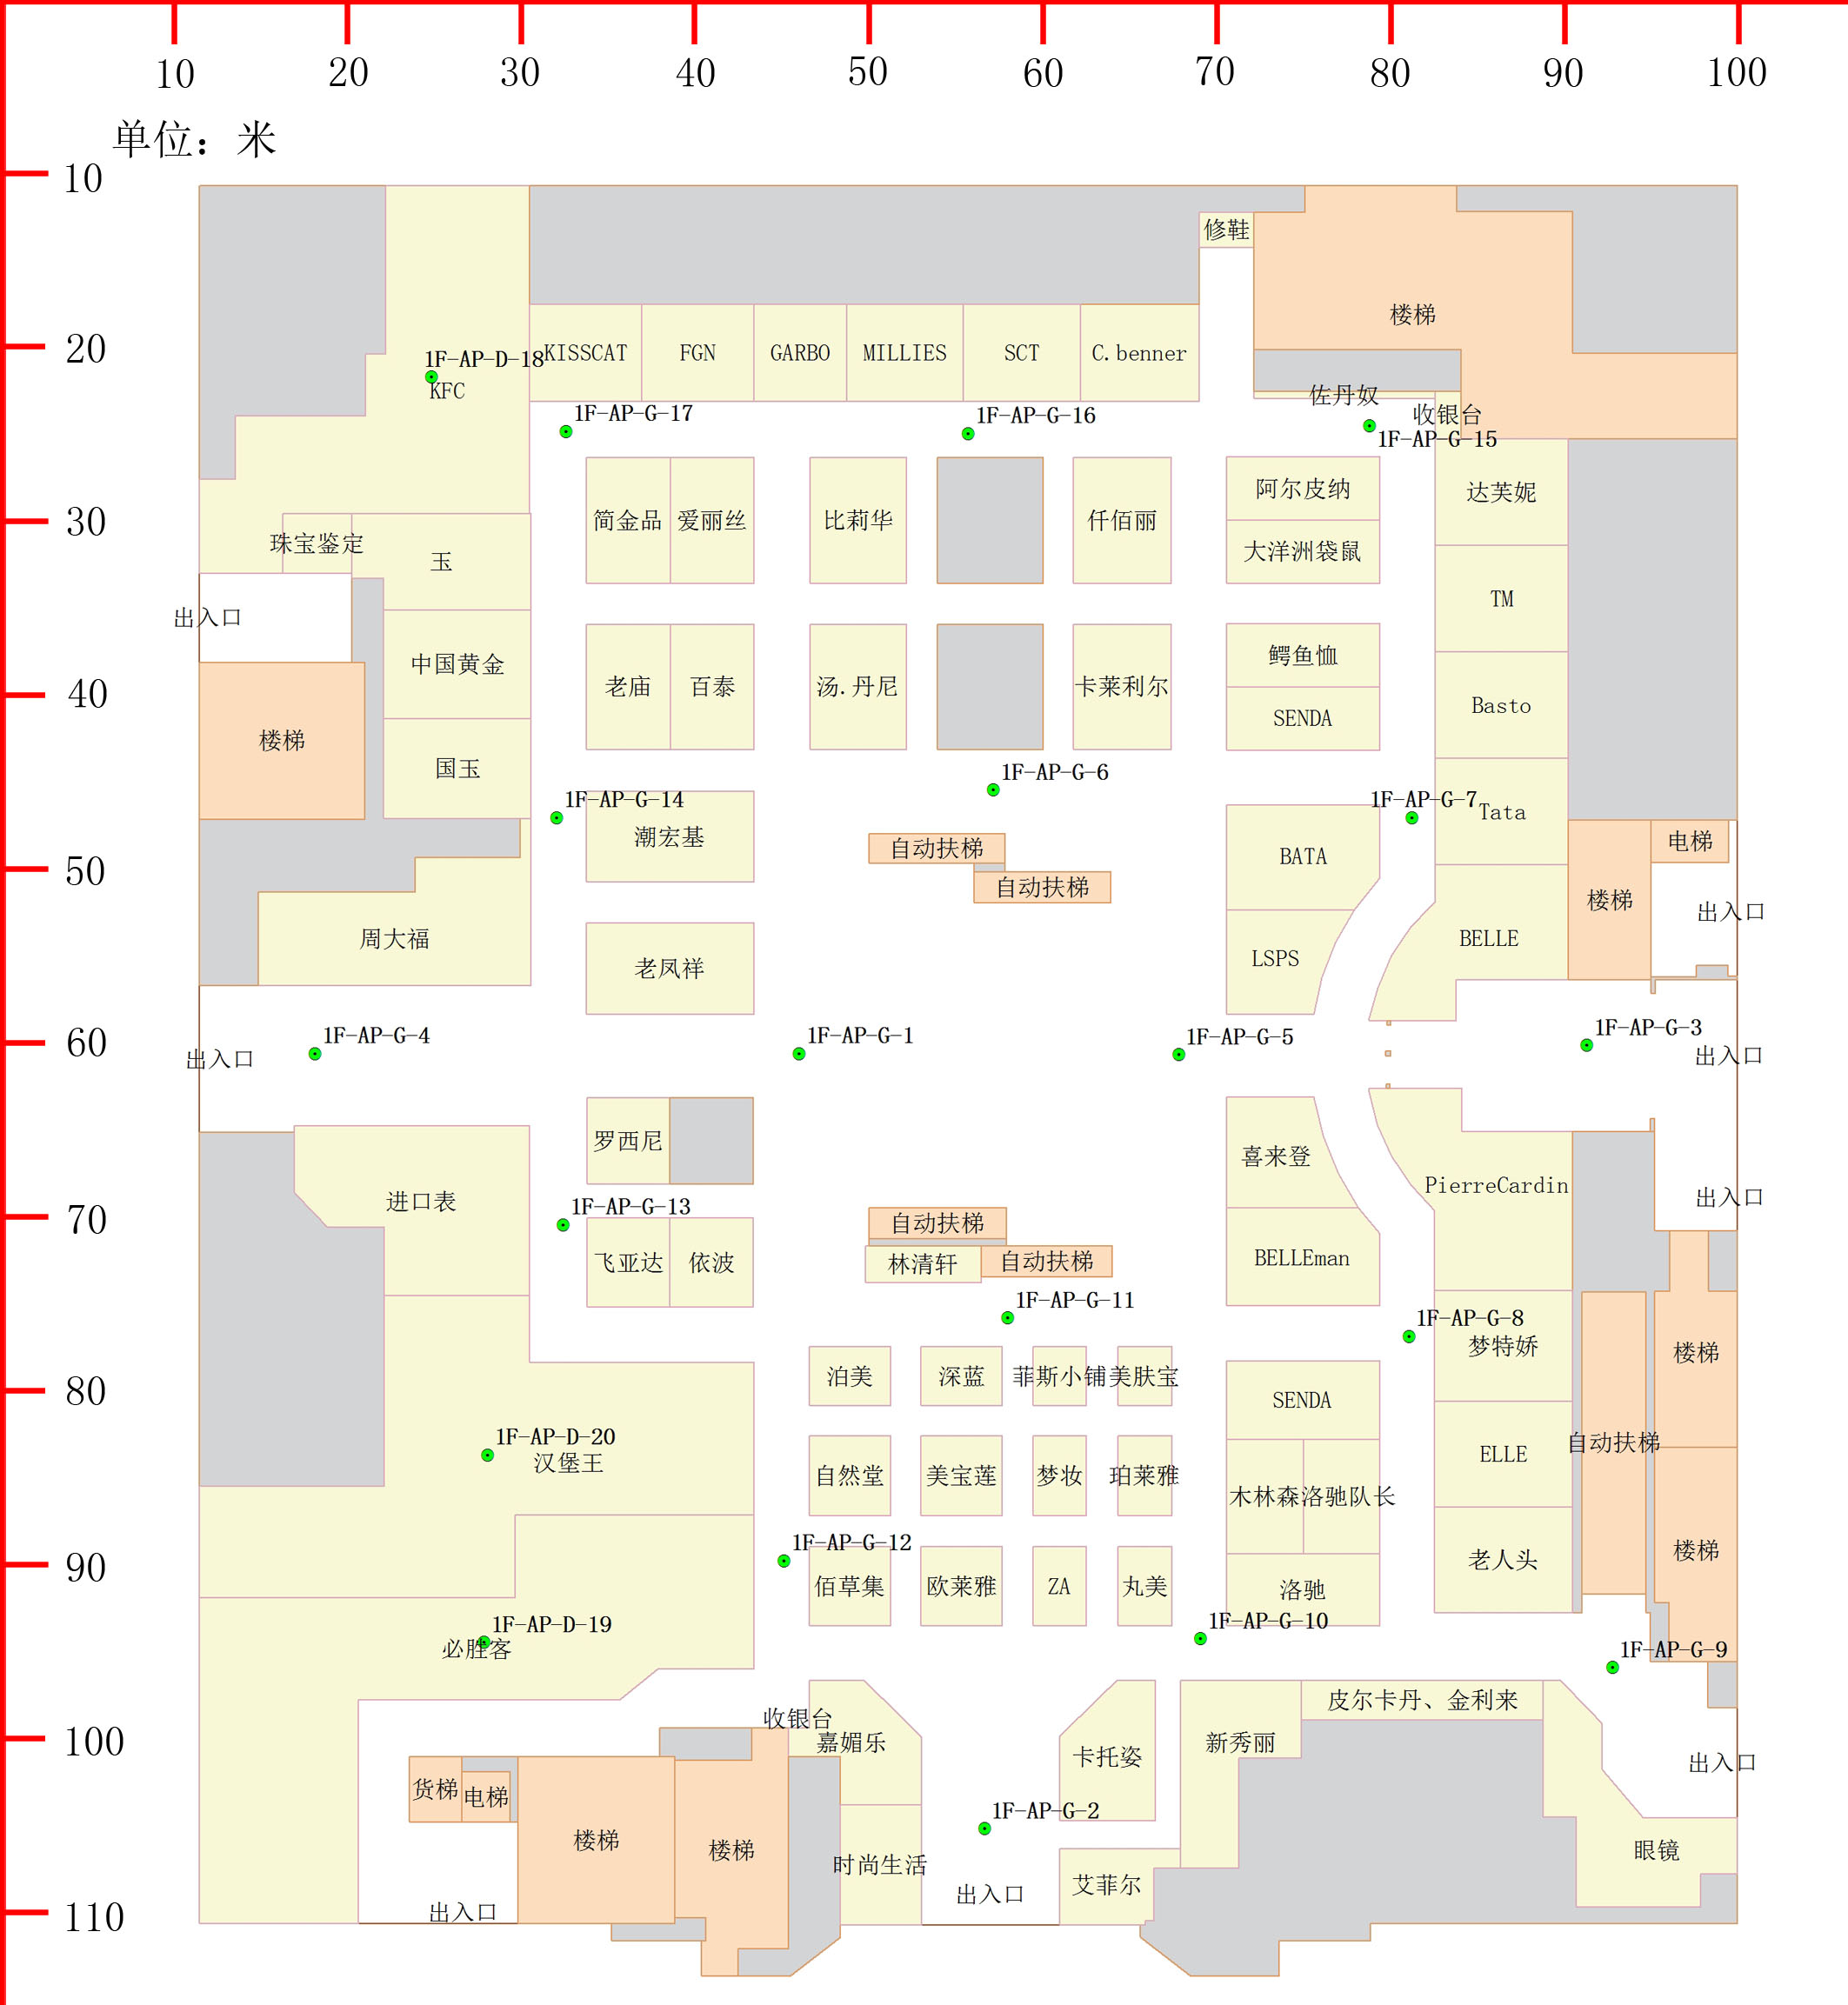 10 20 30 40 50 60 70 80 90 100
单位：米
10
修鞋
楼梯
20
KISSCAT FGN GARBO MILLIES SCT C.benner
1F-AP-D-18
KFC
佐丹奴
收银台
1F-AP-G-17
1F-AP-G-16
1F-AP-G-15
30
简金品 爱丽丝 比莉华 仟佰丽
阿尔皮纳
达芙妮
大洋洲袋鼠
珠宝鉴定
玉
TM
出入口
中国黄金
鳄鱼恤
40
老庙 百泰 汤.丹尼 卡莱利尔
Basto
SENDA
楼梯
国玉
1F-AP-G-6
1F-AP-G-14
1F-AP-G-7
Tata
潮宏基
自动扶梯
电梯
BATA
50
自动扶梯
楼梯
出入口
周大福
BELLE
老凤祥
LSPS
60
1F-AP-G-4
1F-AP-G-1
1F-AP-G-5
1F-AP-G-3
出入口
出入口
罗西尼
喜来登
PierreCardin
出入口
进口表
1F-AP-G-13
70
自动扶梯
飞亚达 依波
林清轩
自动扶梯
BELLEman
1F-AP-G-11
1F-AP-G-8
梦特娇
楼梯
80
泊美 深蓝 菲斯小铺 美肤宝
SENDA
1F-AP-D-20
汉堡王
自动扶梯
ELLE
自然堂 美宝莲 梦妆 珀莱雅
木林森 洛驰队长
90
1F-AP-G-12
楼梯
老人头
佰草集 欧莱雅 ZA 丸美
洛驰
1F-AP-D-19
必胜客
1F-AP-G-10
1F-AP-G-9
100
收银台
嘉媚乐
皮尔卡丹、金利来
新秀丽
卡托姿
出入口
货梯
电梯
1F-AP-G-2
楼梯
楼梯
时尚生活
眼镜
艾菲尔
110
出入口
出入口